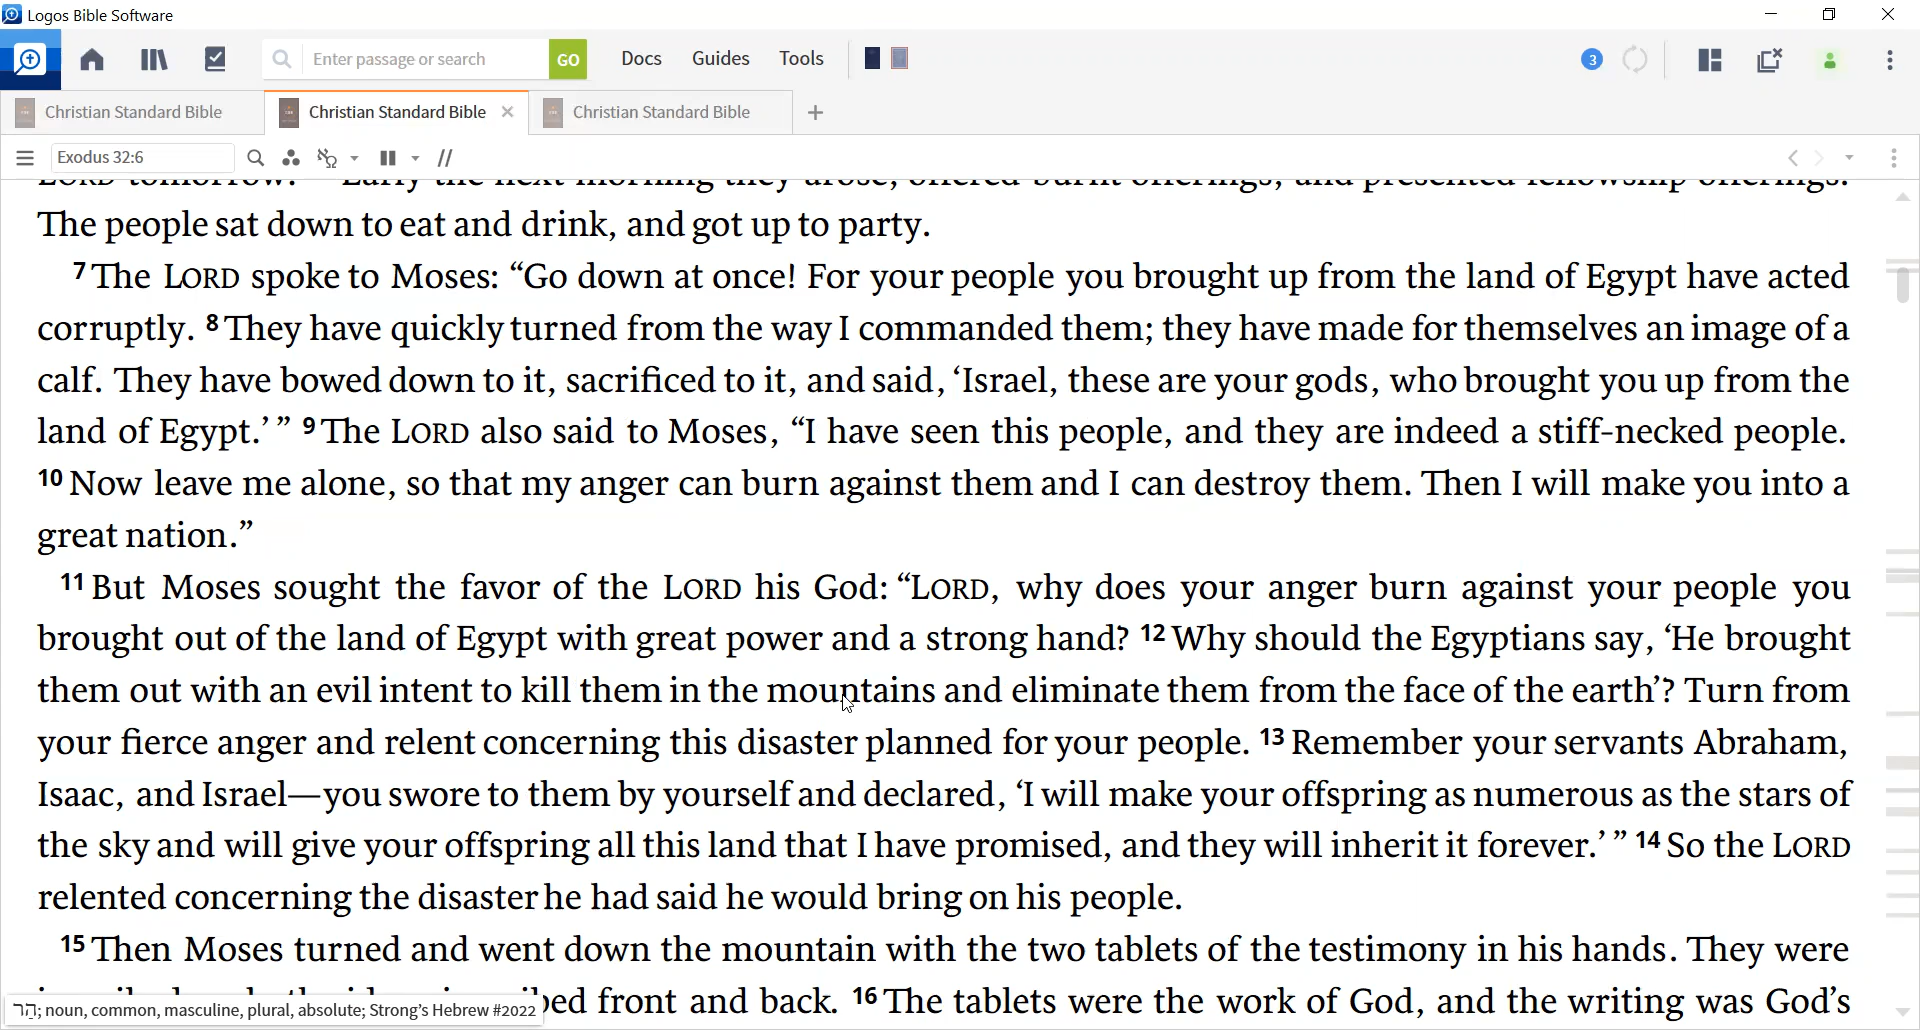 Logos Bible Software
Enter passage or search GO Docs Guides Tools 3
Christian Standard Bible Christian Standard Bible Christian Standard Bible
Exodus 32:6
LORD tomorrow.” Early the next morning they arose, offered burnt offerings, and presented fellowship offerings.
The people sat down to eat and drink, and got up to party.
7 The LORD spoke to Moses: “Go down at once! For your people you brought up from the land of Egypt have acted
corruptly. 8 They have quickly turned from the way I commanded them; they have made for themselves an image of a
calf. They have bowed down to it, sacrificed to it, and said, ‘Israel, these are your gods, who brought you up from the
land of Egypt.’ ” 9 The LORD also said to Moses, “I have seen this people, and they are indeed a stiff-necked people.
10 Now leave me alone, so that my anger can burn against them and I can destroy them. Then I will make you into a
great nation.”
11 But Moses sought the favor of the LORD his God: “LORD, why does your anger burn against your people you
brought out of the land of Egypt with great power and a strong hand? 12 Why should the Egyptians say, ‘He brought
them out with an evil intent to kill them in the mountains and eliminate them from the face of the earth’? Turn from
your fierce anger and relent concerning this disaster planned for your people. 13 Remember your servants Abraham,
Isaac, and Israel—you swore to them by yourself and declared, ‘I will make your offspring as numerous as the stars of
the sky and will give your offspring all this land that I have promised, and they will inherit it forever.’ ” 14 So the LORD
relented concerning the disaster he had said he would bring on his people.
15 Then Moses turned and went down the mountain with the two tablets of the testimony in his hands. They were
front and back. 16 The tablets were the work of God, and the writing was God’s
הַר; noun, common, masculine, plural, absolute; Strong’s Hebrew #2022